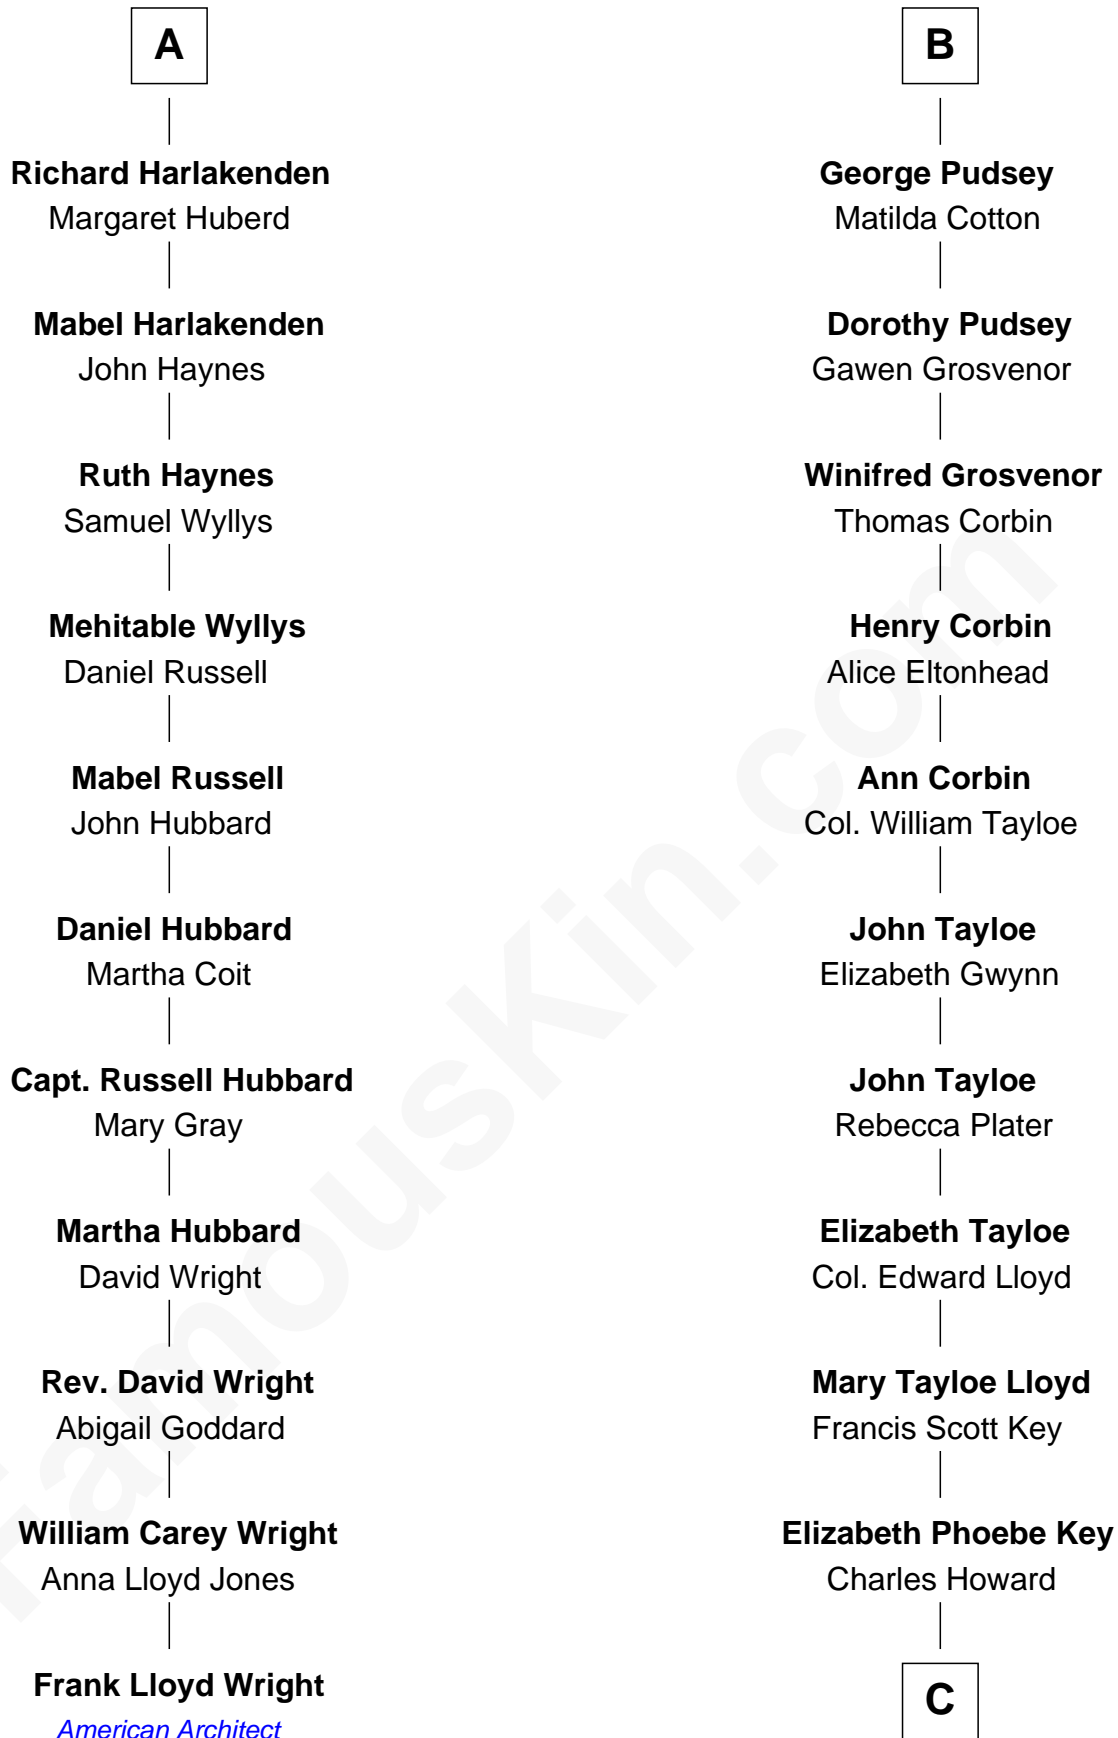 A
Richard Harlakenden
Margaret Huberd
Mabel Harlakenden
John Haynes
Ruth Haynes
Samuel Wyllys
Mehitable Wyllys
Daniel Russell
Mabel Russell
John Hubbard
Daniel Hubbard
Martha Coit
Capt. Russell Hubbard
Mary Gray
Martha Hubbard
David Wright
Rev. David Wright
Abigail Goddard
William Carey Wright
Anna Lloyd Jones
Frank Lloyd Wright
American Architect
B
George Pudsey
Matilda Cotton
Dorothy Pudsey
Gawen Grosvenor
Winifred Grosvenor
Thomas Corbin
Henry Corbin
Alice Eltonhead
Ann Corbin
Col. William Tayloe
John Tayloe
Elizabeth Gwynn
John Tayloe
Rebecca Plater
Elizabeth Tayloe
Col. Edward Lloyd
Mary Tayloe Lloyd
Francis Scott Key
Elizabeth Phoebe Key
Charles Howard
C
FamousKin.com